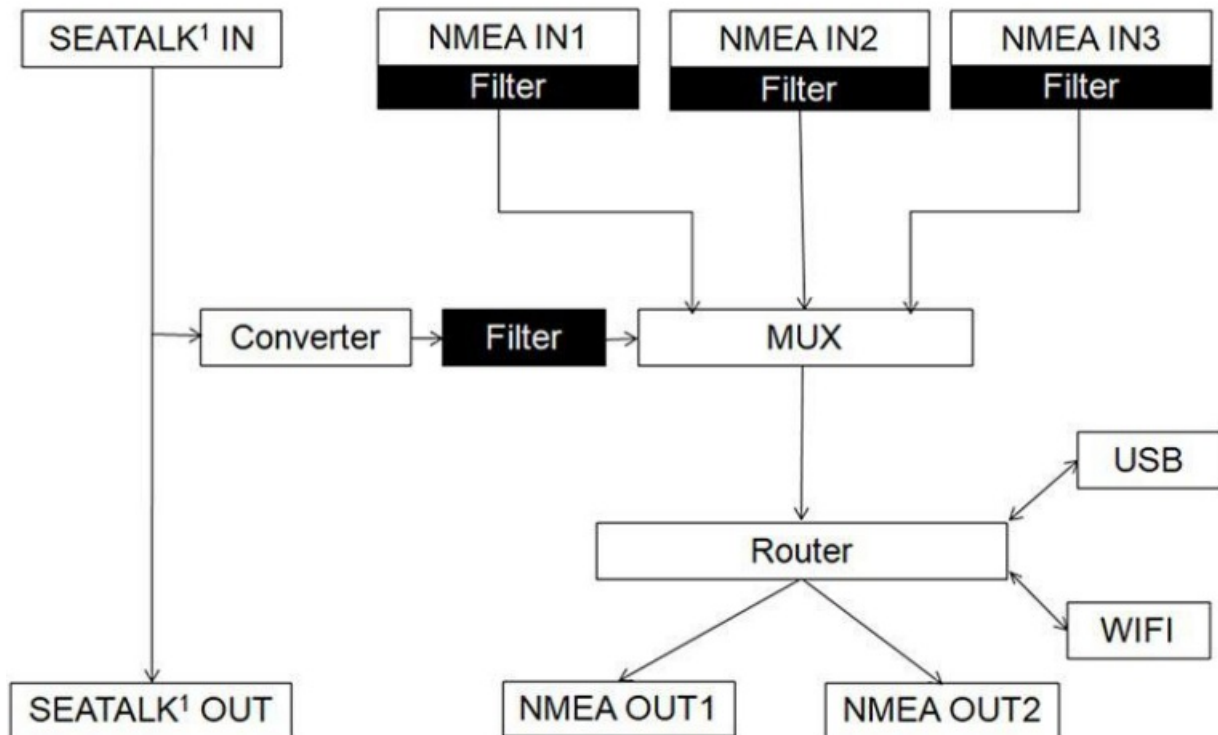 SEATALK¹ IN
NMEA IN1
Filter
NMEA IN2
Filter
NMEA IN3
Filter
Converter
Filter
MUX
USB
Router
WIFI
SEATALK¹ OUT
NMEA OUT1
NMEA OUT2